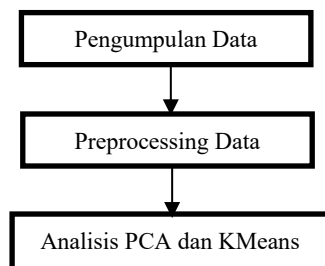 Pengumpulan Data
Preprocessing Data
Analisis PCA dan KMeans